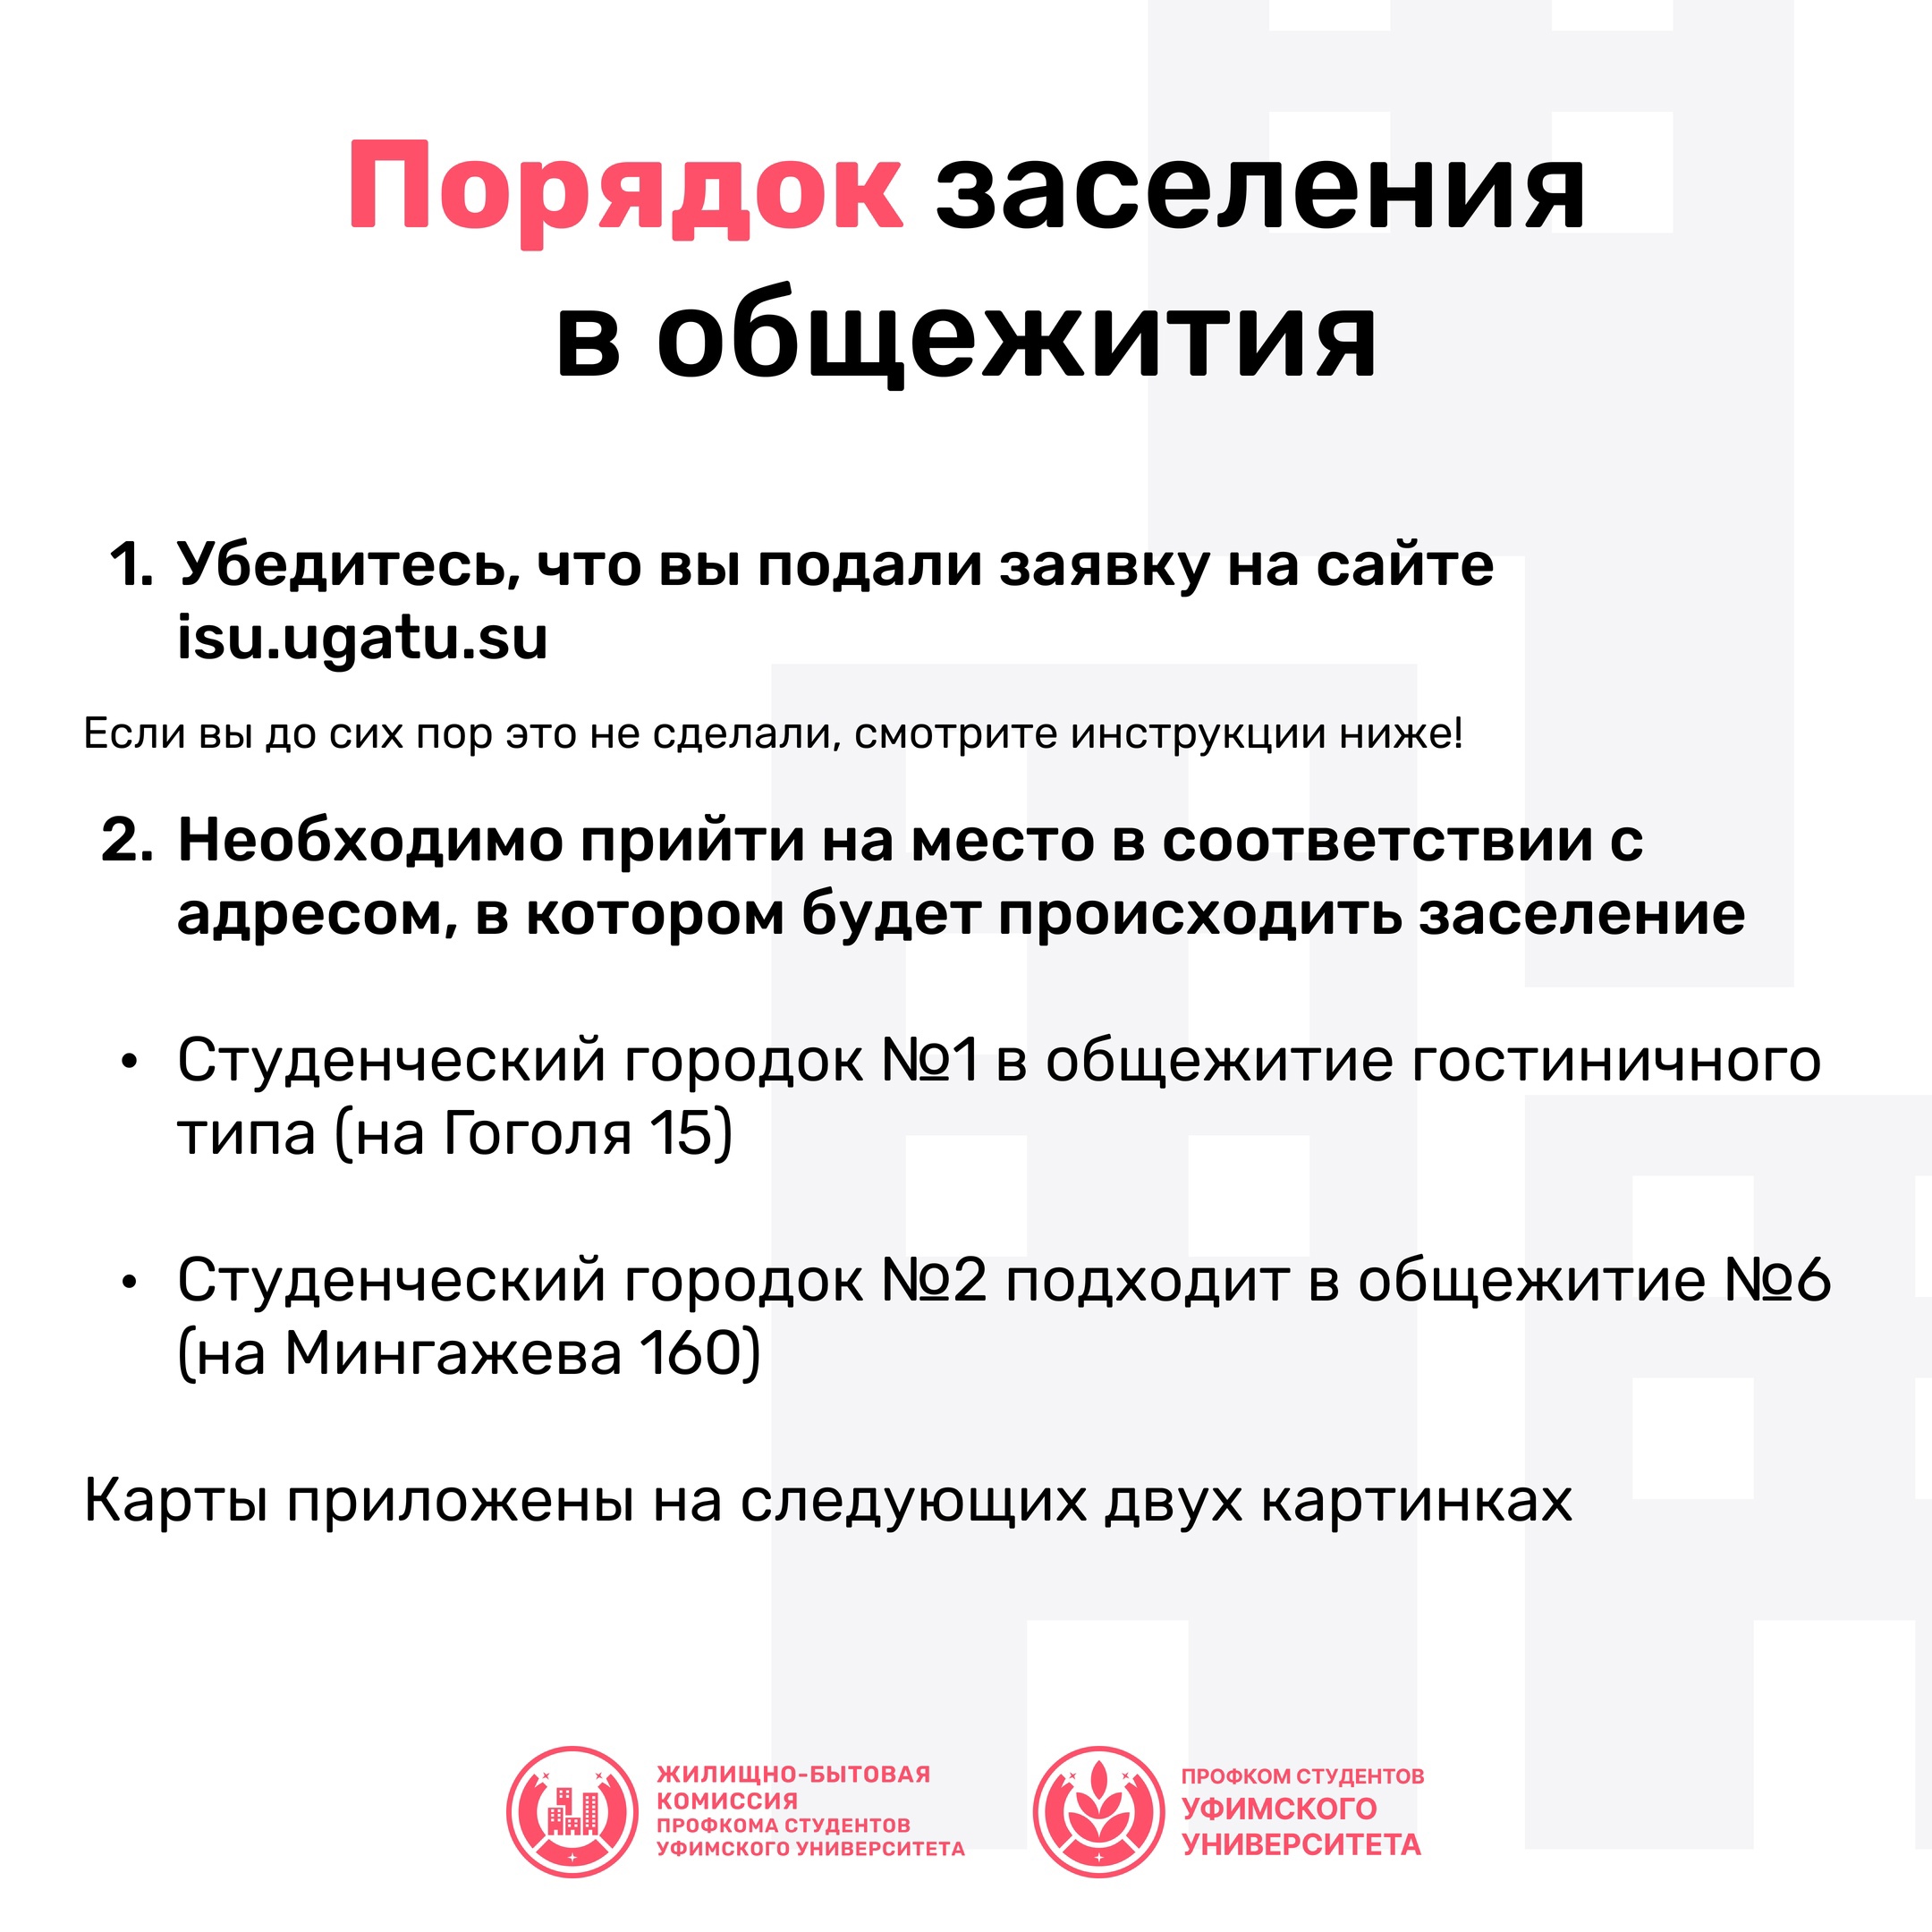 Порядок заселения
в общежития
1. Убедитесь, что вы подали заявку на сайте
isu.ugatu.su
Если вы до сих пор это не сделали, смотрите инструкции ниже!
2. Необходимо прийти на место в соответствии с
адресом, в котором будет происходить заселение
• Студенческий городок №1 в общежитие гостиничного
типа (на Гоголя 15)
• Студенческий городок №2 подходит в общежитие №6
(на Мингажева 160)
Карты приложены на следующих двух картинках
ЖИЛИЩНО-БЫТОВАЯ
КОМИССИЯ
ПРОФКОМА СТУДЕНТОВ
УФИМСКОГО УНИВЕРСИТЕТА
ПРОФКОМ СТУДЕНТОВ
УФИМСКОГО
УНИВЕРСИТЕТА